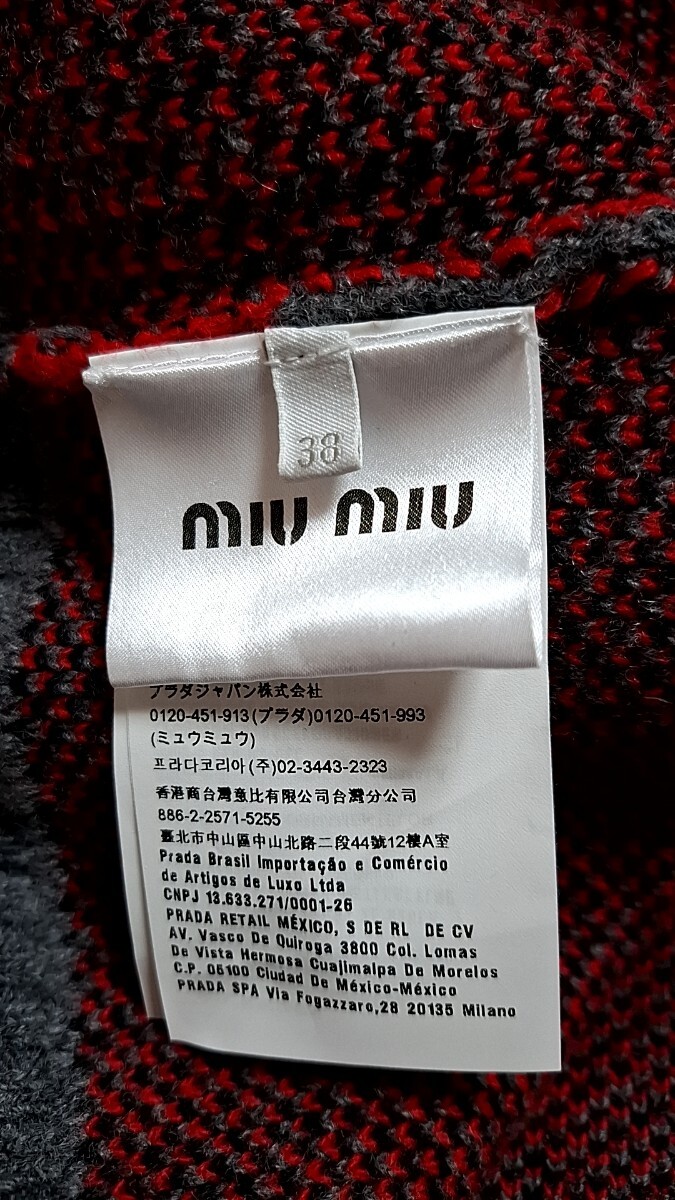 38
miu miu
プラダジャパン株式会社
0120-451-913(プラダ)0120-451-993
(ミュウミュウ)
프라다코리아(주)02-3443-2323
香港商台灣意比有限公司台灣分公司
886-2-2571-5255
臺北市中山區中山北路二段44號12樓A室
Prada Brasil Importação e Comércio
de Artigos de Luxo Ltda
CNPJ 13.633.271/0001-26
PRADA RETAIL MÉXICO, S DE RL DE CV
AV. Vasco De Quiroga 3800 Col. Lomas
De Vista Hermosa Cuajimalpa De Morelos
C.P. 05100 Ciudad De México-México
PRADA SPA Via Fogazzaro,28 20135 Milano